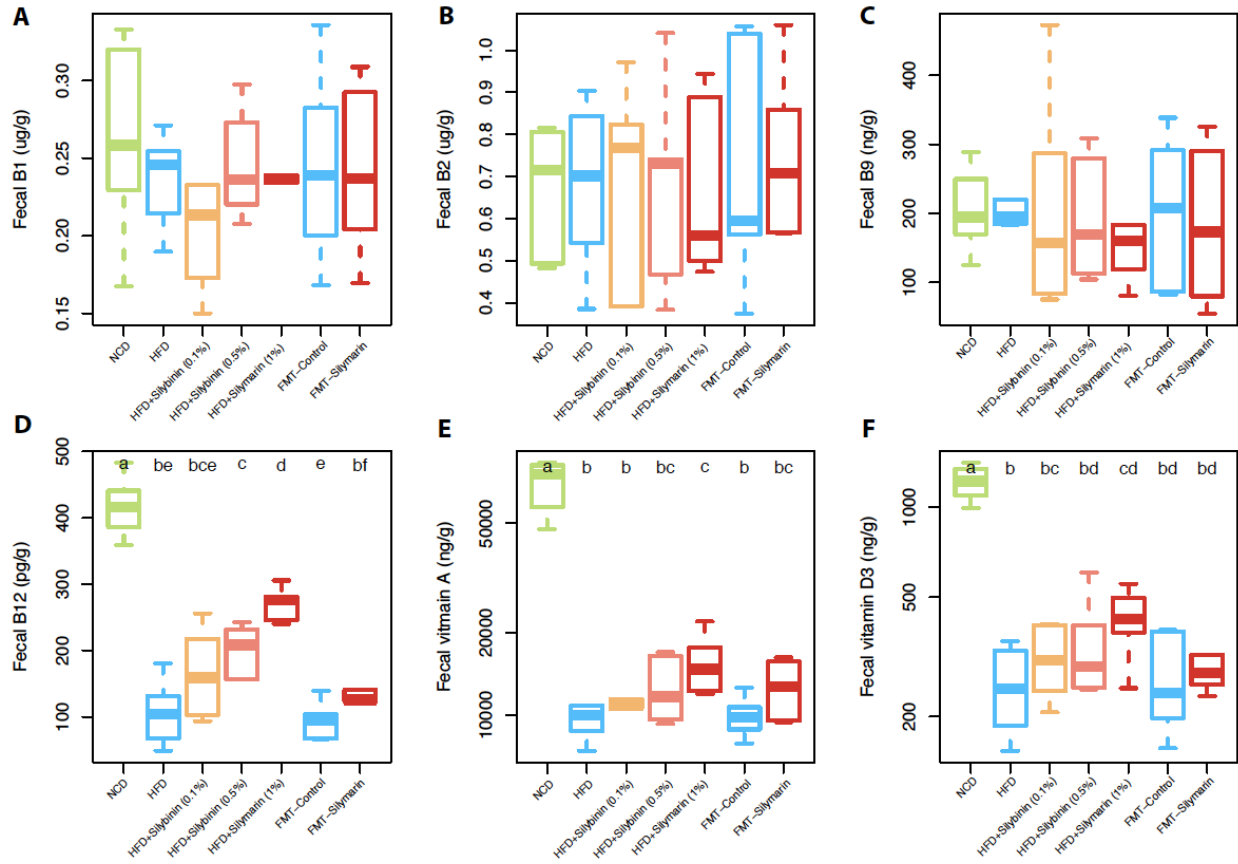 A
Fecal B1 (ug/g)
0.30
0.25
0.20
0.15
NCD
HFD
HFD+Silybinin (0.1%)
HFD+Silybinin (0.5%)
HFD+Silymarin (1%)
FMT-Control
FMT-Silymarin
B
Fecal B2 (ug/g)
1.0
0.9
0.8
0.7
0.6
0.5
0.4
NCD
HFD
HFD+Silybinin (0.1%)
HFD+Silybinin (0.5%)
HFD+Silymarin (1%)
FMT-Control
FMT-Silymarin
C
Fecal B9 (ng/g)
400
300
200
100
NCD
HFD
HFD+Silybinin (0.1%)
HFD+Silybinin (0.5%)
HFD+Silymarin (1%)
FMT-Control
FMT-Silymarin
D
Fecal B12 (pg/g)
500
400
300
200
100
a be bce c d e bf
NCD
HFD
HFD+Silybinin (0.1%)
HFD+Silybinin (0.5%)
HFD+Silymarin (1%)
FMT-Control
FMT-Silymarin
E
Fecal vitmain A (ng/g)
50000
20000
10000
a b b bc c b bc
NCD
HFD
HFD+Silybinin (0.1%)
HFD+Silybinin (0.5%)
HFD+Silymarin (1%)
FMT-Control
FMT-Silymarin
F
Fecal vitamin D3 (ng/g)
1000
500
200
a b bc bd cd bd bd
NCD
HFD
HFD+Silybinin (0.1%)
HFD+Silybinin (0.5%)
HFD+Silymarin (1%)
FMT-Control
FMT-Silymarin